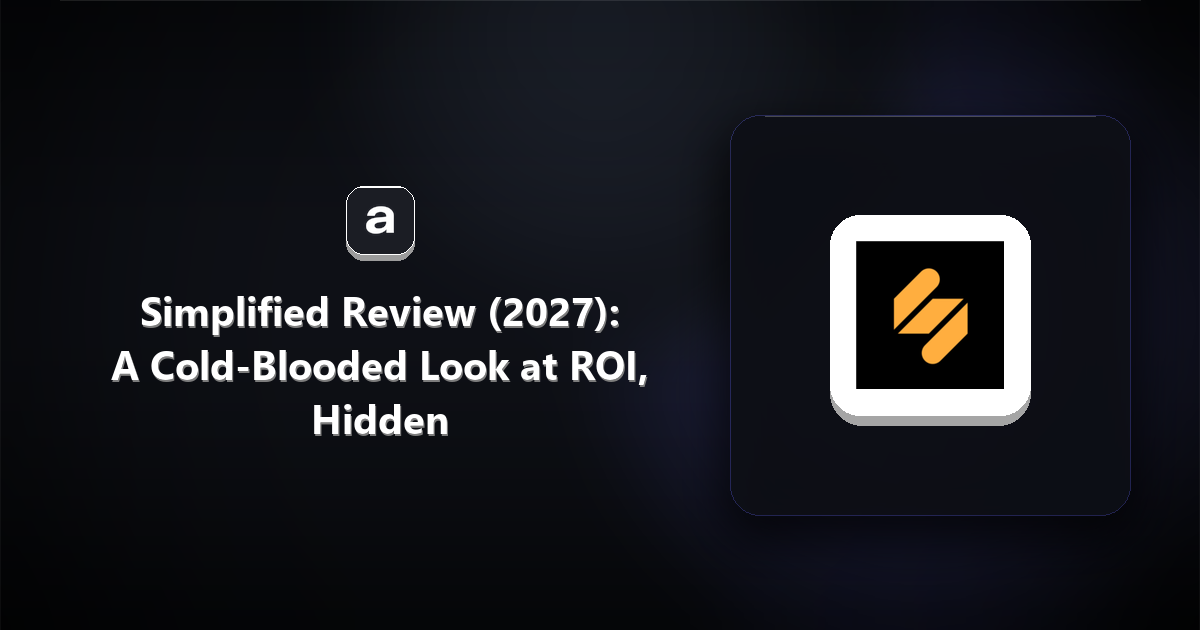 a
Simplified Review (2027):
A Cold-Blooded Look at ROI,
Hidden